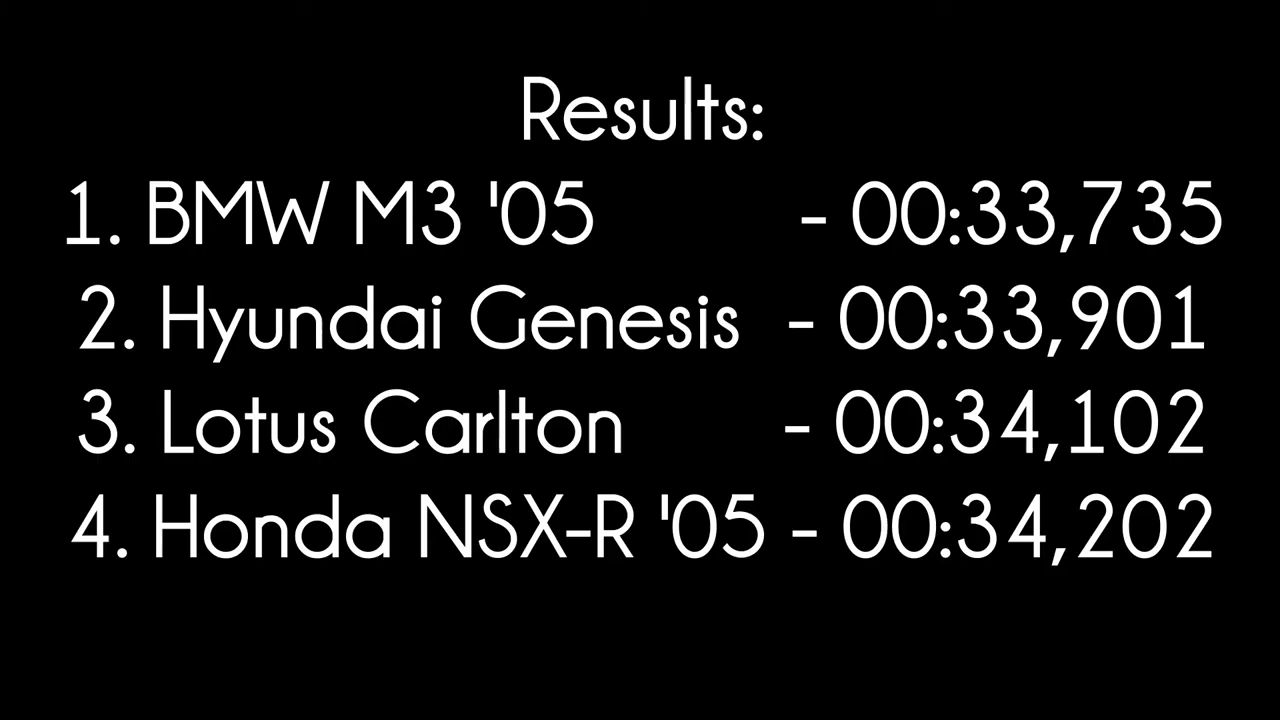 Results:
1. BMW M3 '05 - 00:33,735
2. Hyundai Genesis - 00:33,901
3. Lotus Carlton - 00:34,102
4. Honda NSX-R '05 - 00:34,202